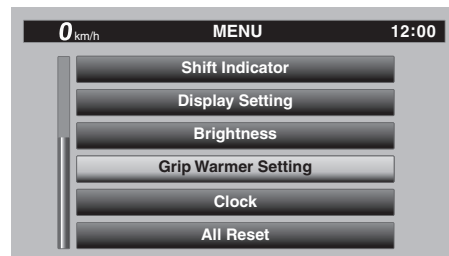 0 km/h MENU 12:00
Shift Indicator
Display Setting
Brightness
Grip Warmer Setting
Clock
All Reset